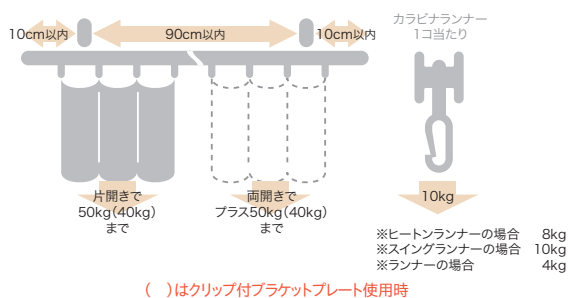 10cm以内
90cm以内
10cm以内
カラビナランナー
1コ当たり
片開きで
50kg(40kg)
まで
両開きで
プラス50kg(40kg)
まで
10kg
※ヒートンランナーの場合 8kg
※スイングランナーの場合 10kg
※ランナーの場合 4kg
( )はクリップ付ブラケットプレート使用時